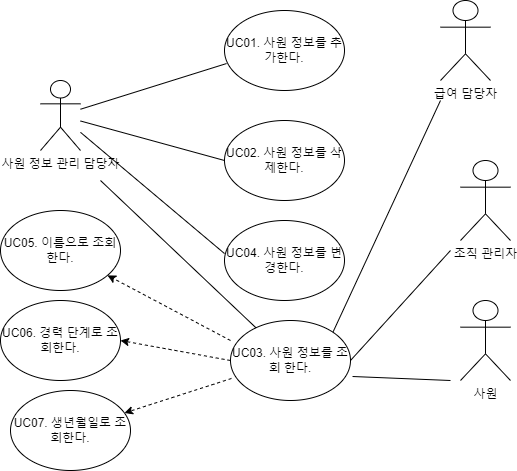 UC01. 사원 정보를 추
가한다.
급여 담당자
사원 정보 관리 담당자
UC02. 사원 정보를 삭
제한다.
UC05. 이름으로 조회
한다.
UC04. 사원 정보를 변
경한다.
조직 관리자
UC06. 경력 단계로 조
회한다.
UC03. 사원 정보를 조
회 한다.
사원
UC07. 생년월일로 조
회한다.